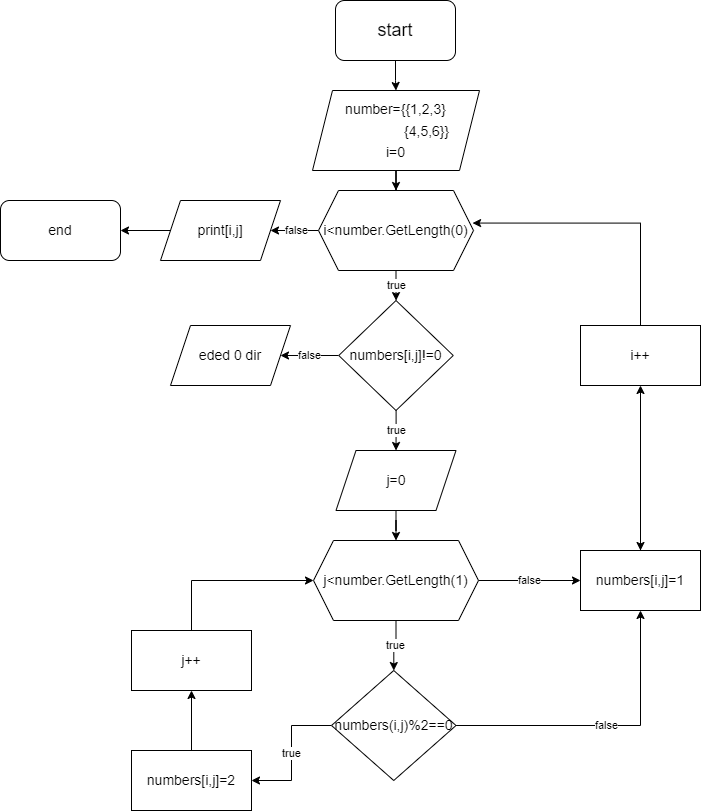 start
number={{1,2,3}
{4,5,6}}
i=0
end
print[i,j]
false
i<number.GetLength(0)
true
i++
eded 0 dir
false
numbers[i,j]!=0
true
j=0
j<number.GetLength(1)
false
numbers[i,j]=1
true
j++
numbers(i,j)%2==0
false
true
numbers[i,j]=2